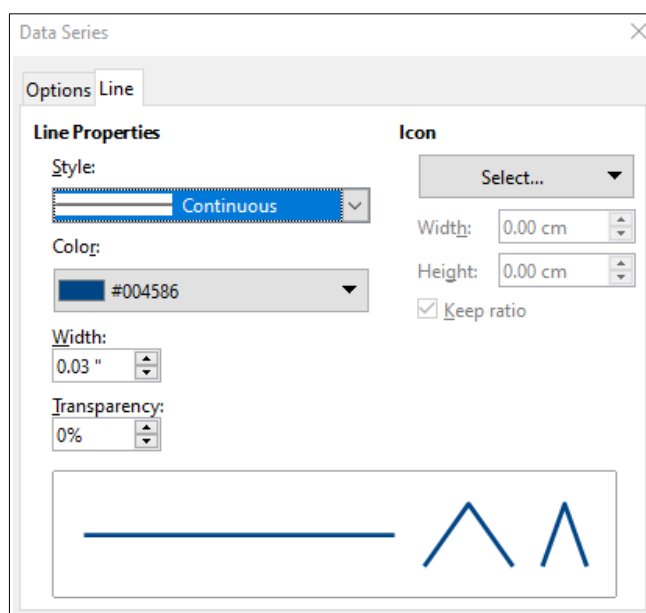 Data Series
Options Line
Line Properties
Style:
Continuous
Color:
#004586
Width:
0.03 "
Transparency:
0%
Icon
Select...
Width: 0.00 cm
Height: 0.00 cm
Keep ratio